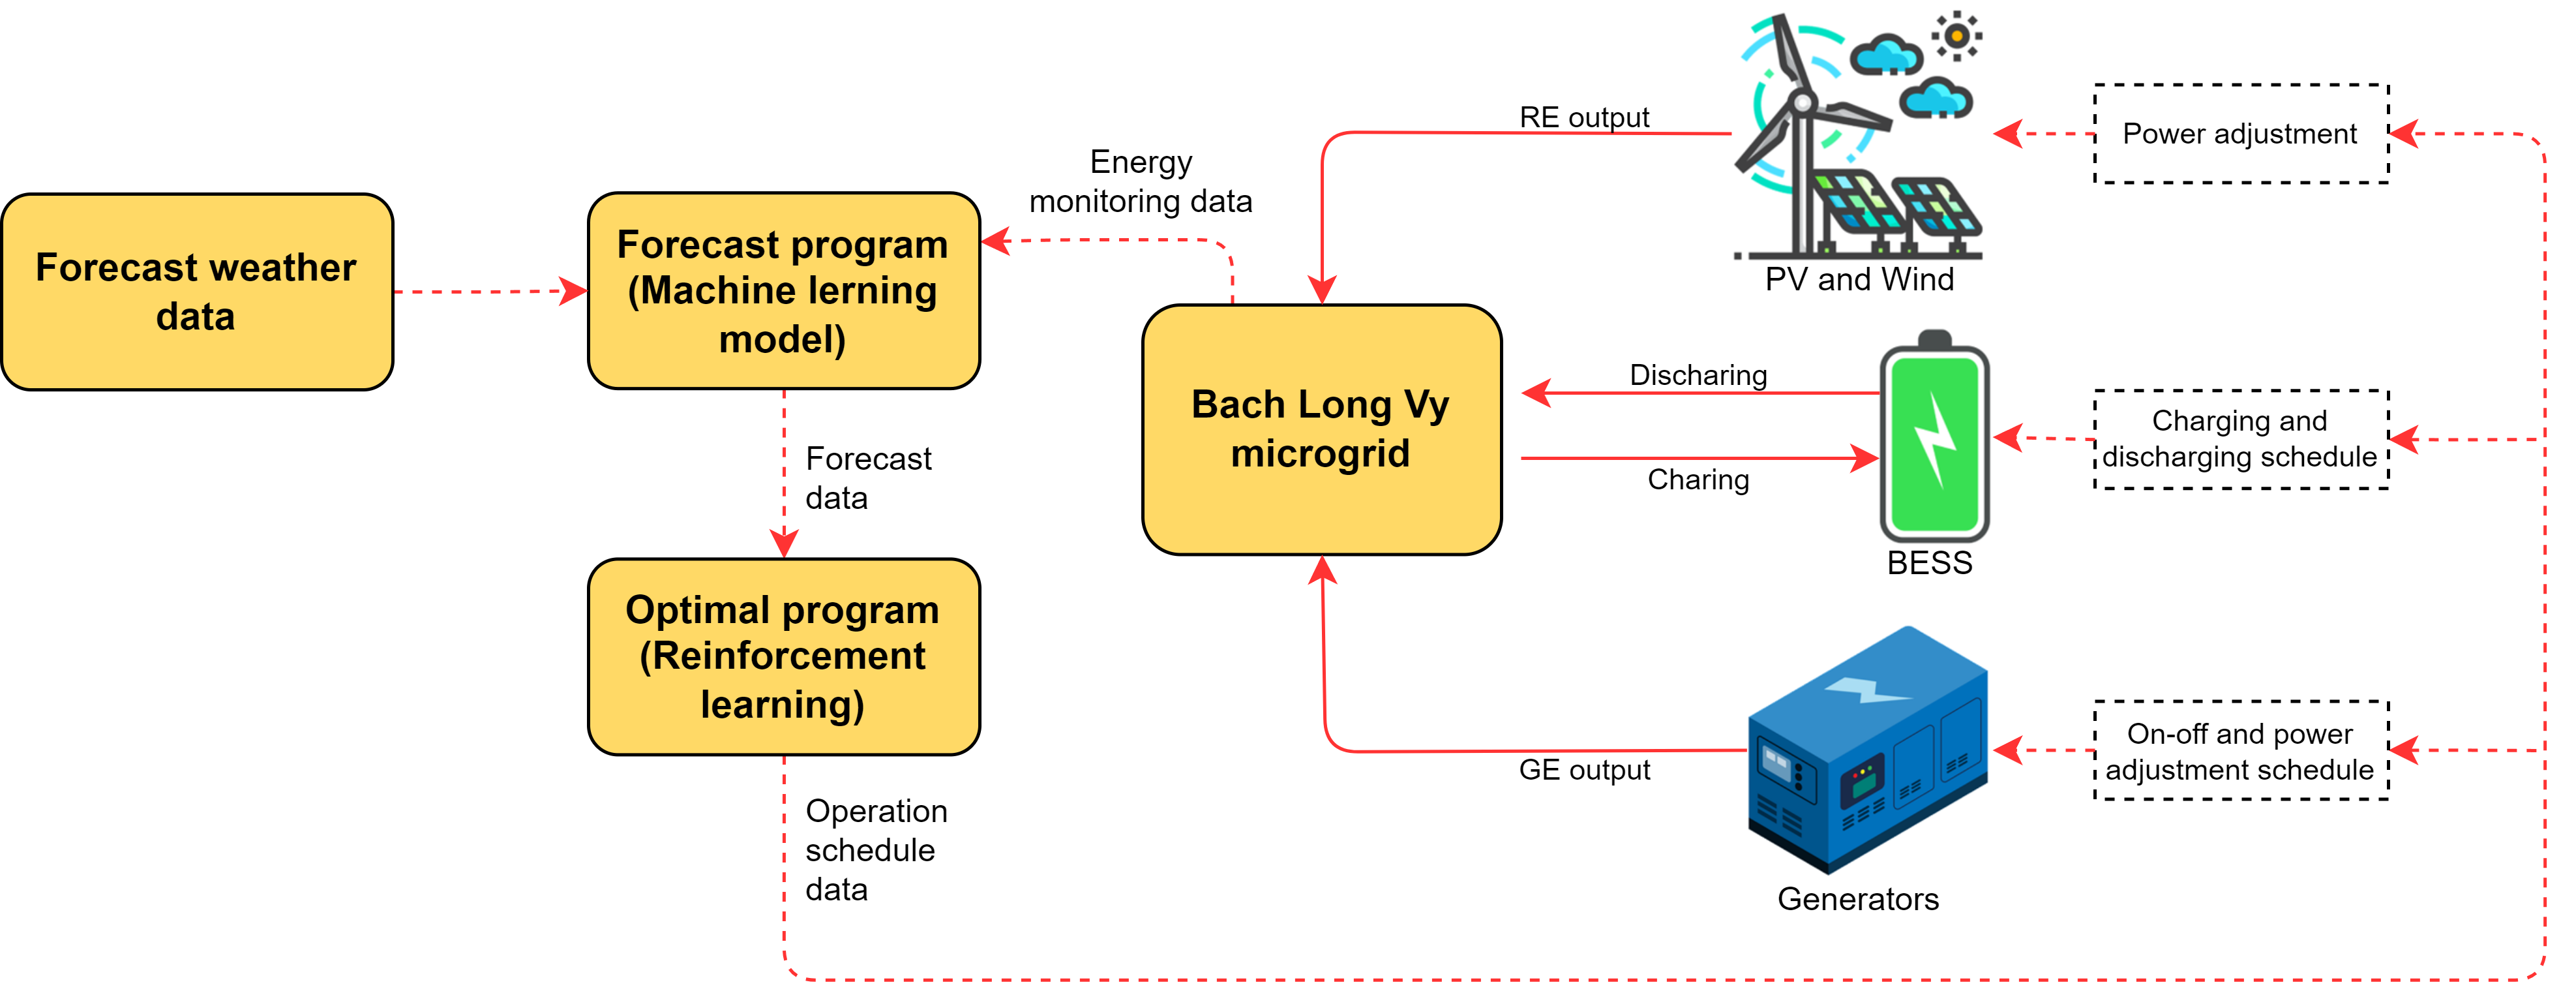 Forecast weather
data
Forecast program
(Machine lerning
model)
Energy
monitoring data
Forecast
data
Optimal program
(Reinforcement
learning)
Operation
schedule
data
Bach Long Vy
microgrid
RE output
Discharing
Charing
GE output
PV and Wind
BESS
Generators
Power adjustment
Charging and
discharging schedule
On-off and power
adjustment schedule